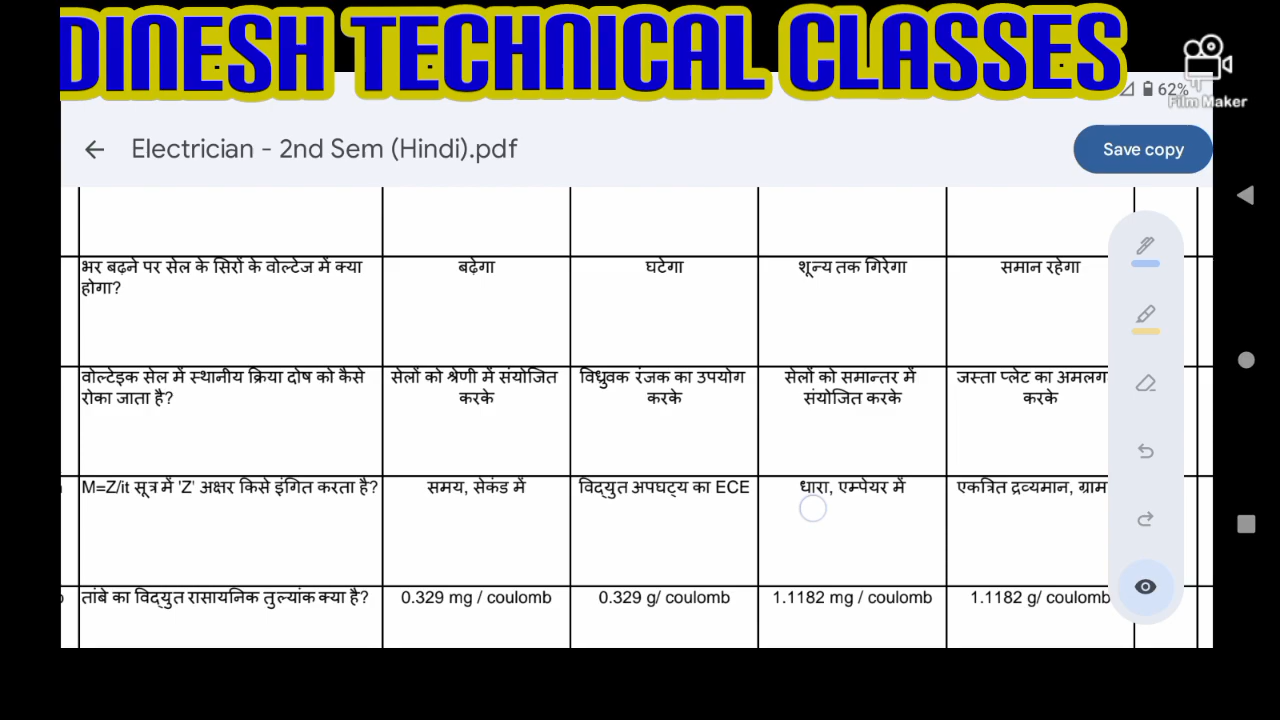 DINESH TECHNICAL CLASSES
62%
Film Maker
Electrician - 2nd Sem (Hindi).pdf
Save copy
भर बढ़ने पर सेल के सिरों के वोल्टेज में क्या
होगा?
बढ़ेगा
घटेगा
शून्य तक गिरेगा
समान रहेगा
वोल्टेइक सेल में स्थानीय क्रिया दोष को कैसे
रोका जाता है?
सेलों को श्रेणी में संयोजित
करके
विध्रुवक रंजक का उपयोग
करके
सेलों को समान्तर में
संयोजित करके
जस्ता प्लेट का अमलग
करके
M=Z/it सूत्र में 'Z' अक्षर किसे इंगित करता है?
समय, सेकंड में
विद्युत अपघट्य का ECE
धारा, एम्पेयर में
एकत्रित द्रव्यमान, ग्राम
तांबे का विद्युत रासायनिक तुल्यांक क्या है?
0.329 mg / coulomb
0.329 g/ coulomb
1.1182 mg / coulomb
1.1182 g/ coulomb